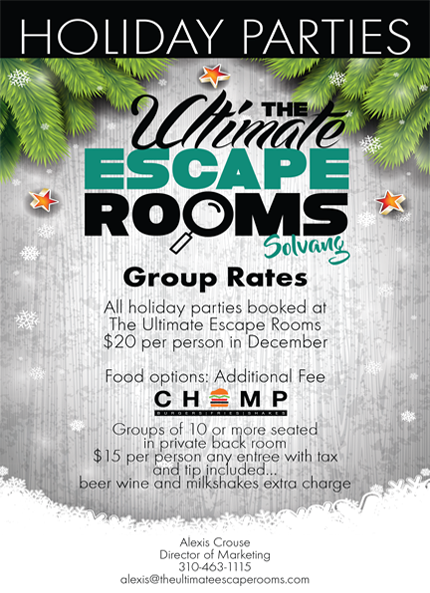 HOLIDAY PARTIES
THE
Ultimate
ESCAPE
ROOMS
Solvang
Group Rates
All holiday parties booked at
The Ultimate Escape Rooms
$20 per person in December
Food options: Additional Fee
CHOMP
BURGERS|FRIES|SHAKES
Groups of 10 or more seated
in private back room
$15 per person any entree with tax
and tip included...
beer wine and milkshakes extra charge
Alexis Crouse
Director of Marketing
310-463-1115
alexis@theultimateescaperooms.com